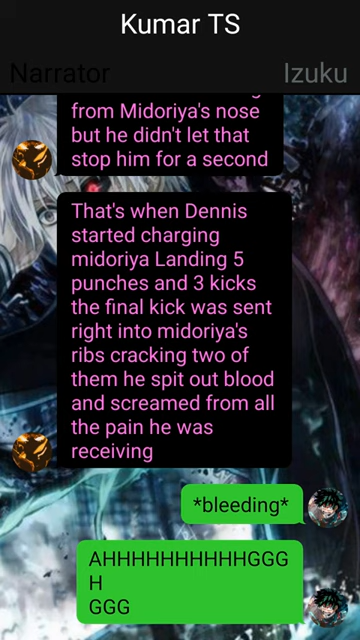 Kumar TS
Narrator
Izuku
from Midoriya's nose
but he didn't let that
stop him for a second
That's when Dennis
started charging
midoriya Landing 5
punches and 3 kicks
the final kick was sent
right into midoriya's
ribs cracking two of
them he spit out blood
and screamed from all
the pain he was
receiving
*bleeding*
AHHHHHHHHHHGGG
H
GGG